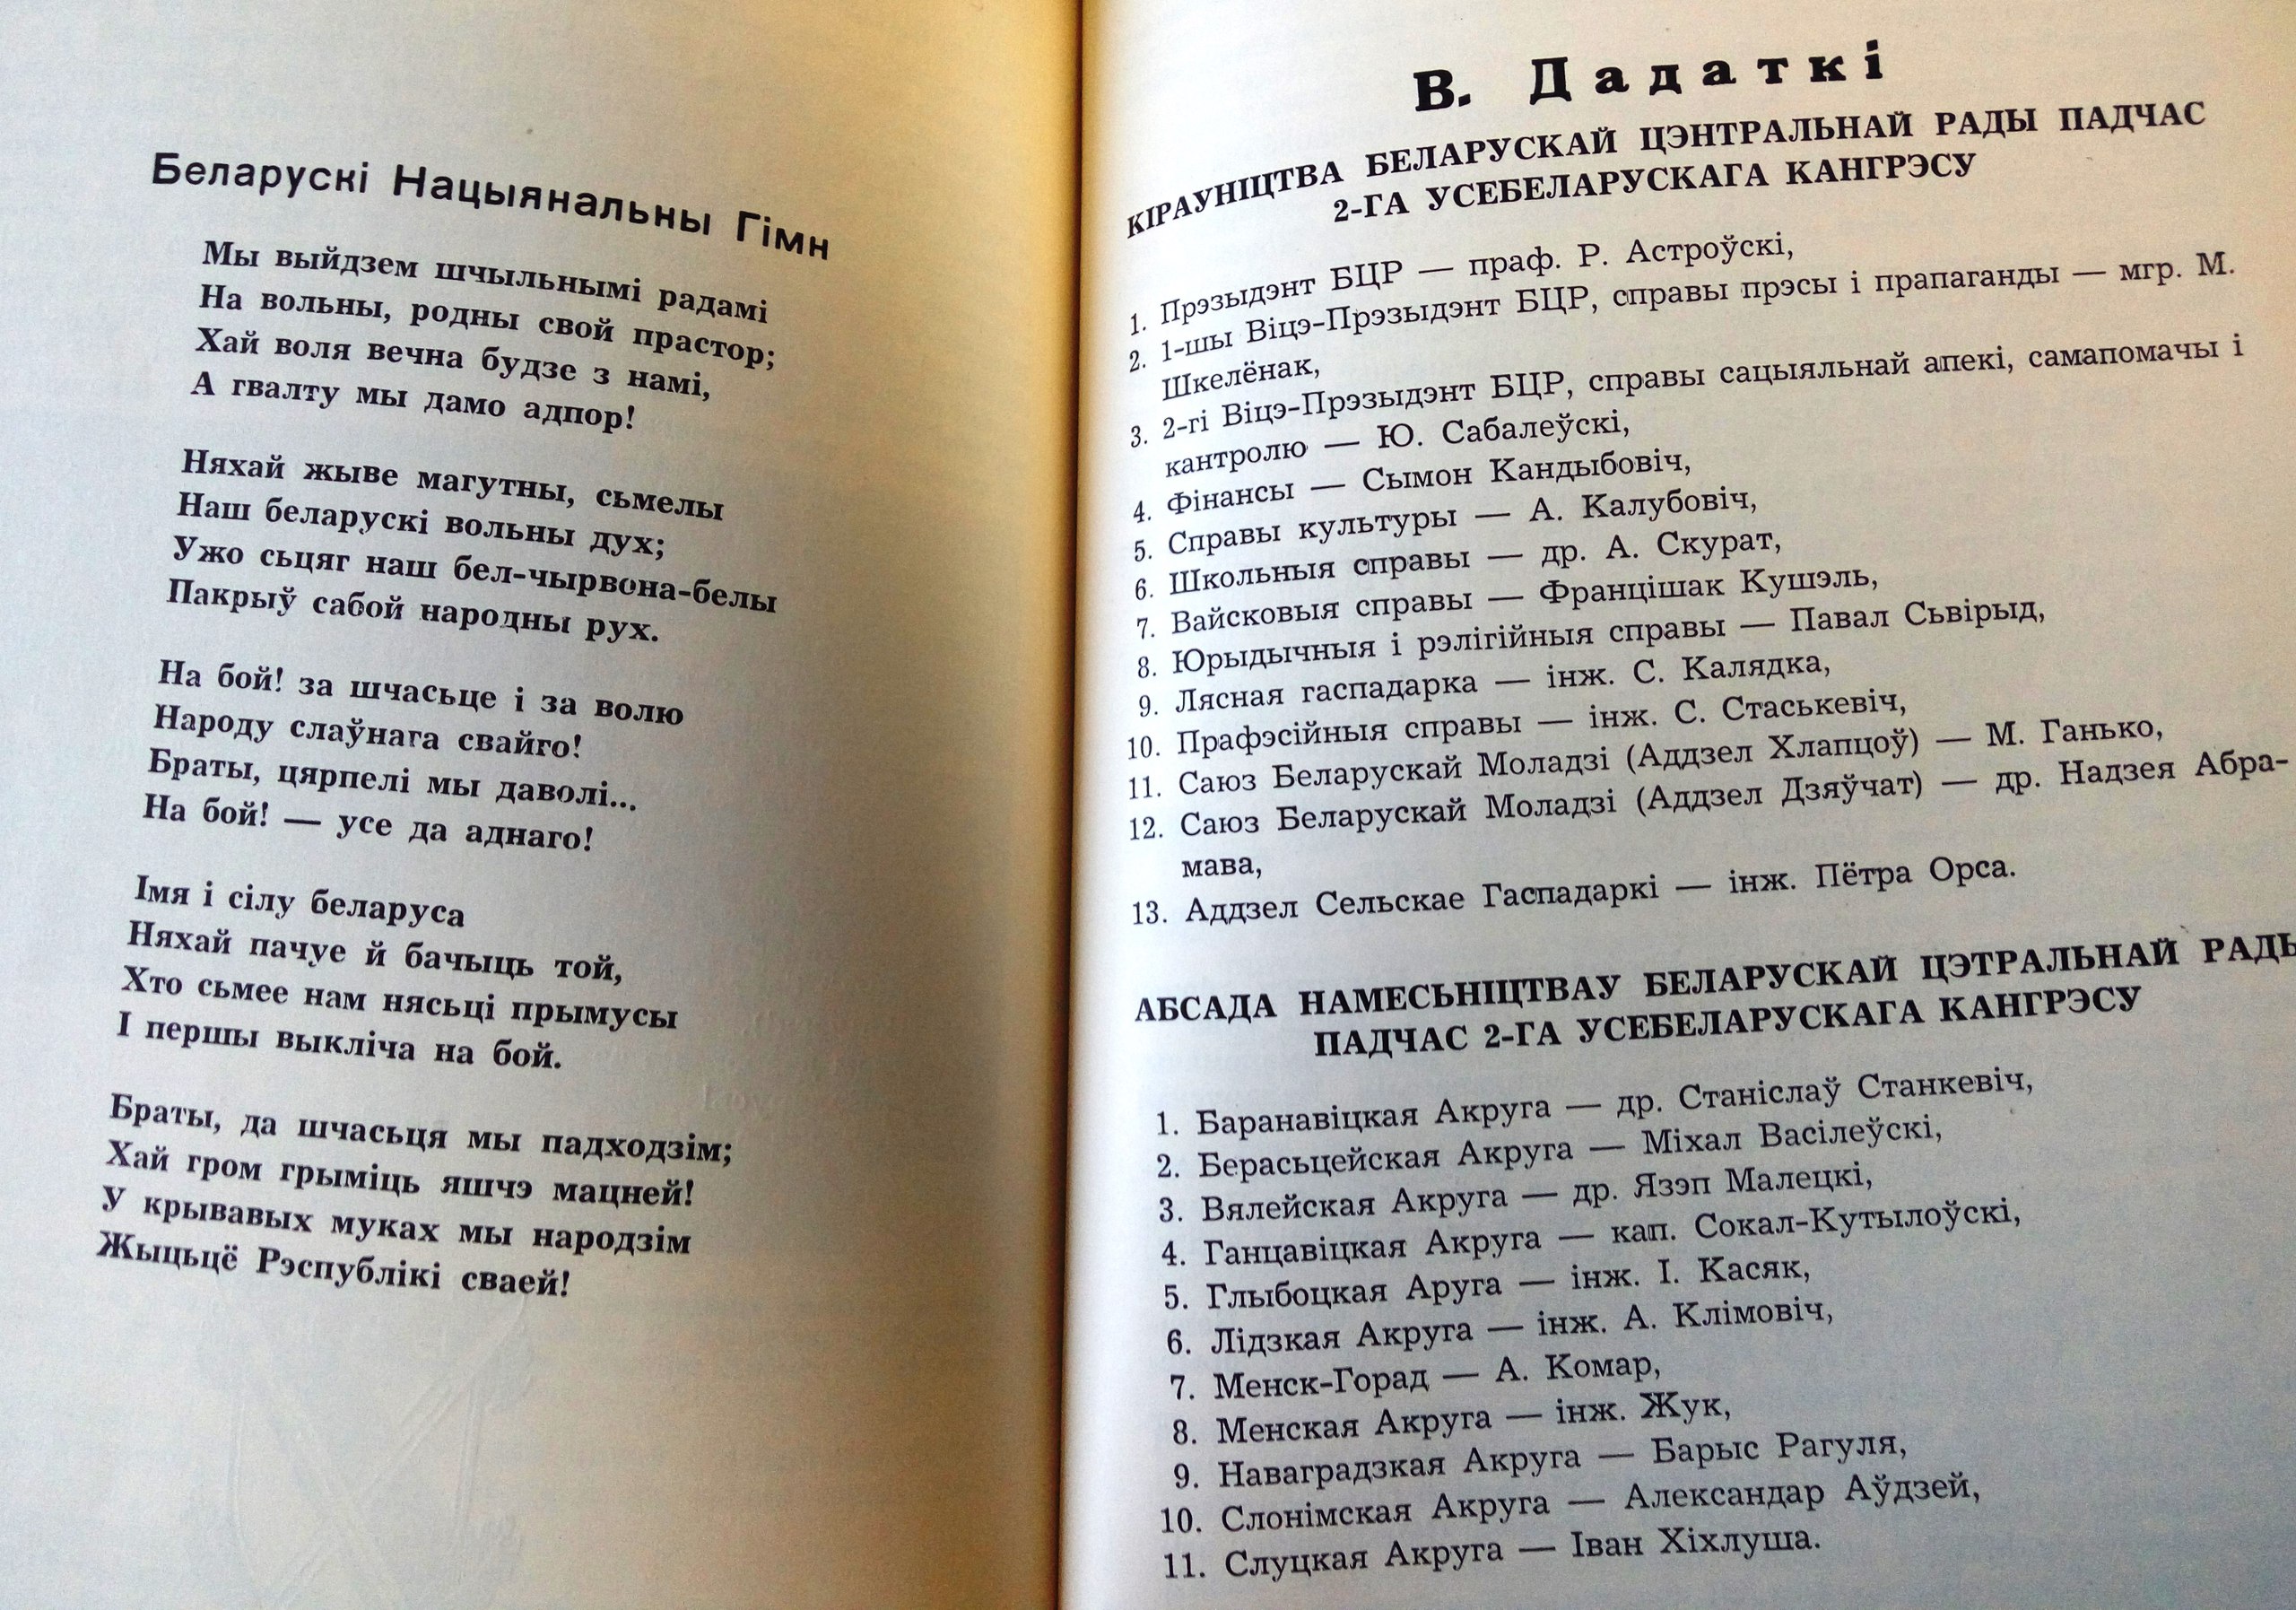 Беларускі Нацыянальны Гімн
Мы выйдзем шчыльнымі радамі
На вольны, родны свой прастор;
Хай воля вечна будзе з намі,
А гвалту мы дамо адпор!
Няхай жыве магутны, сьмелы
Наш беларускі вольны дух;
Ужо сьцяг наш бел-чырвона-белы
Пакрыў сабой народны рух.
На бой! за шчасьце і за волю
Народу слаўнага свайго!
Браты, цярпелі мы даволі...
На бой! — усе да аднаго!
Імя і сілу беларуса
Няхай пачуе й бачыць той,
Хто сьмее нам нясьці прымусы
І першы выкліча на бой.
Браты, да шчасьця мы падходзім;
Хай гром грыміць яшчэ мацней!
У крывавых муках мы народзім
Жыцьцё Рэспублікі сваей!
В. Дадаткі
КІРАУНІЦТВА БЕЛАРУСКАЙ ЦЭНТРАЛЬНАЙ РАДЫ ПАДЧАС
2-ГА УСЕБЕЛАРУСКАГА КАНГРЭСУ
1. Прэзыдэнт БЦР — праф. Р. Астроўскі,
2. 1-шы Віцэ-Прэзыдэнт БЦР, справы прэсы і прапаганды — мгр. М.
Шкелёнак,
3. 2-гі Віцэ-Прэзыдэнт БЦР, справы сацыяльнай апекі, самапомачы і
кантролю — Ю. Сабалеўскі,
4. Фінансы — Сымон Кандыбовіч,
5. Справы культуры — А. Калубовіч,
6. Школьныя справы — др. А. Скурат,
7. Вайсковыя справы — Францішак Кушэль,
8. Юрыдычныя і рэлігійныя справы — Павал Сьвірыд,
9. Лясная гаспадарка — інж. С. Калядка,
10. Прафэсійныя справы — інж. С. Стаськевіч,
11. Саюз Беларускай Моладзі (Аддзел Хлапцоў) — М. Ганько,
12. Саюз Беларускай Моладзі (Аддзел Дзяўчат) — др. Надзея Абра-
мава,
13. Аддзел Сельскае Гаспадаркі — інж. Пётра Орса.
АБСАДА НАМЕСЬНІЦТВАУ БЕЛАРУСКАЙ ЦЭТРАЛЬНАЙ РАДЫ
ПАДЧАС 2-ГА УСЕБЕЛАРУСКАГА КАНГРЭСУ
1. Баранавіцкая Акруга — др. Станіслаў Станкевіч,
2. Берасьцейская Акруга — Міхал Васілеўскі,
3. Вялейская Акруга — др. Язэп Малецкі,
4. Ганцавіцкая Акруга — кап. Сокал-Кутылоўскі,
5. Глыбоцкая Аруга — інж. І. Касяк,
6. Лідзкая Акруга — інж. А. Клімовіч,
7. Менск-Горад — А. Комар,
8. Менская Акруга — інж. Жук,
9. Наваградзкая Акруга — Барыс Рагуля,
10. Слонімская Акруга — Александар Аўдзей,
11. Слуцкая Акруга — Іван Хіхлуша.